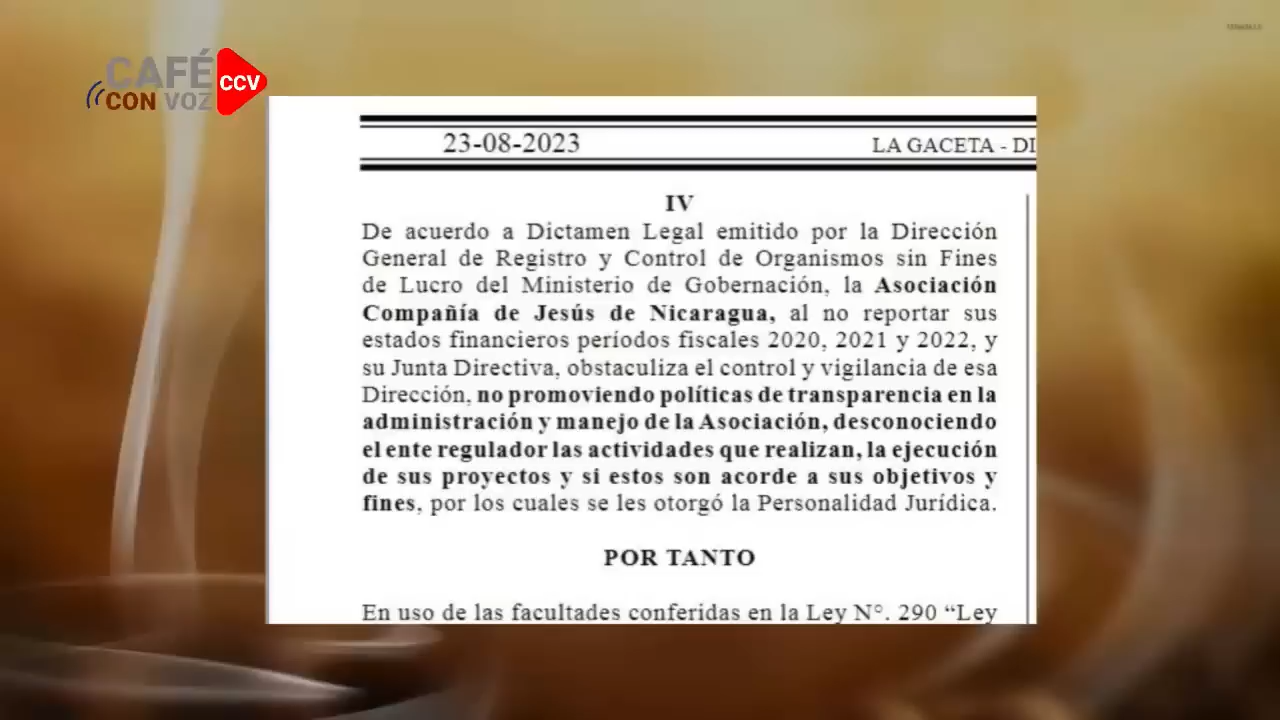 CAFÉ
CON VOZ
CCV
23-08-2023
LA GACETA - DI
IV
De acuerdo a Dictamen Legal emitido por la Dirección
General de Registro y Control de Organismos sin Fines
de Lucro del Ministerio de Gobernación, la Asociación
Compañía de Jesús de Nicaragua, al no reportar sus
estados financieros períodos fiscales 2020, 2021 y 2022, y
su Junta Directiva, obstaculiza el control y vigilancia de esa
Dirección, no promoviendo políticas de transparencia en la
administración y manejo de la Asociación, desconociendo
el ente regulador las actividades que realizan, la ejecución
de sus proyectos y si estos son acorde a sus objetivos y
fines, por los cuales se les otorgó la Personalidad Jurídica.
POR TANTO
En uso de las facultades conferidas en la Ley N°. 290 “Ley